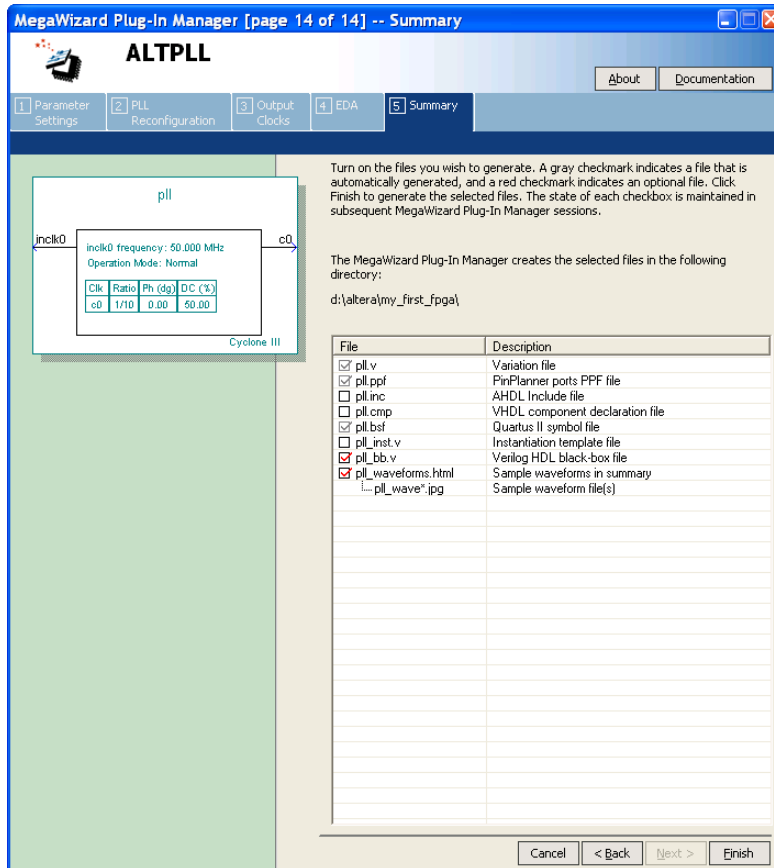 MegaWizard Plug-In Manager [page 14 of 14] -- Summary
ALTPLL
About
Documentation
1 Parameter Settings
2 PLL Reconfiguration
3 Output Clocks
4 EDA
5 Summary
pll
inclk0
c0
inclk0 frequency: 50.000 MHz
Operation Mode: Normal
Clk Ratio Ph (dg) DC (%)
c0 1/10 0.00 50.00
Cyclone III
Turn on the files you wish to generate. A gray checkmark indicates a file that is
automatically generated, and a red checkmark indicates an optional file. Click
Finish to generate the selected files. The state of each checkbox is maintained in
subsequent MegaWizard Plug-In Manager sessions.
The MegaWizard Plug-In Manager creates the selected files in the following
directory:
d:\altera\my_first_fpga\
File Description
pll.v Variation file
pll.ppf PinPlanner ports PPF file
pll.inc AHDL Include file
pll.cmp VHDL component declaration file
pll.bsf Quartus II symbol file
pll_inst.v Instantiation template file
pll_bb.v Verilog HDL black-box file
pll_waveforms.html Sample waveforms in summary
pll_wave*.jpg Sample waveform file(s)
Cancel
< Back
Next >
Finish